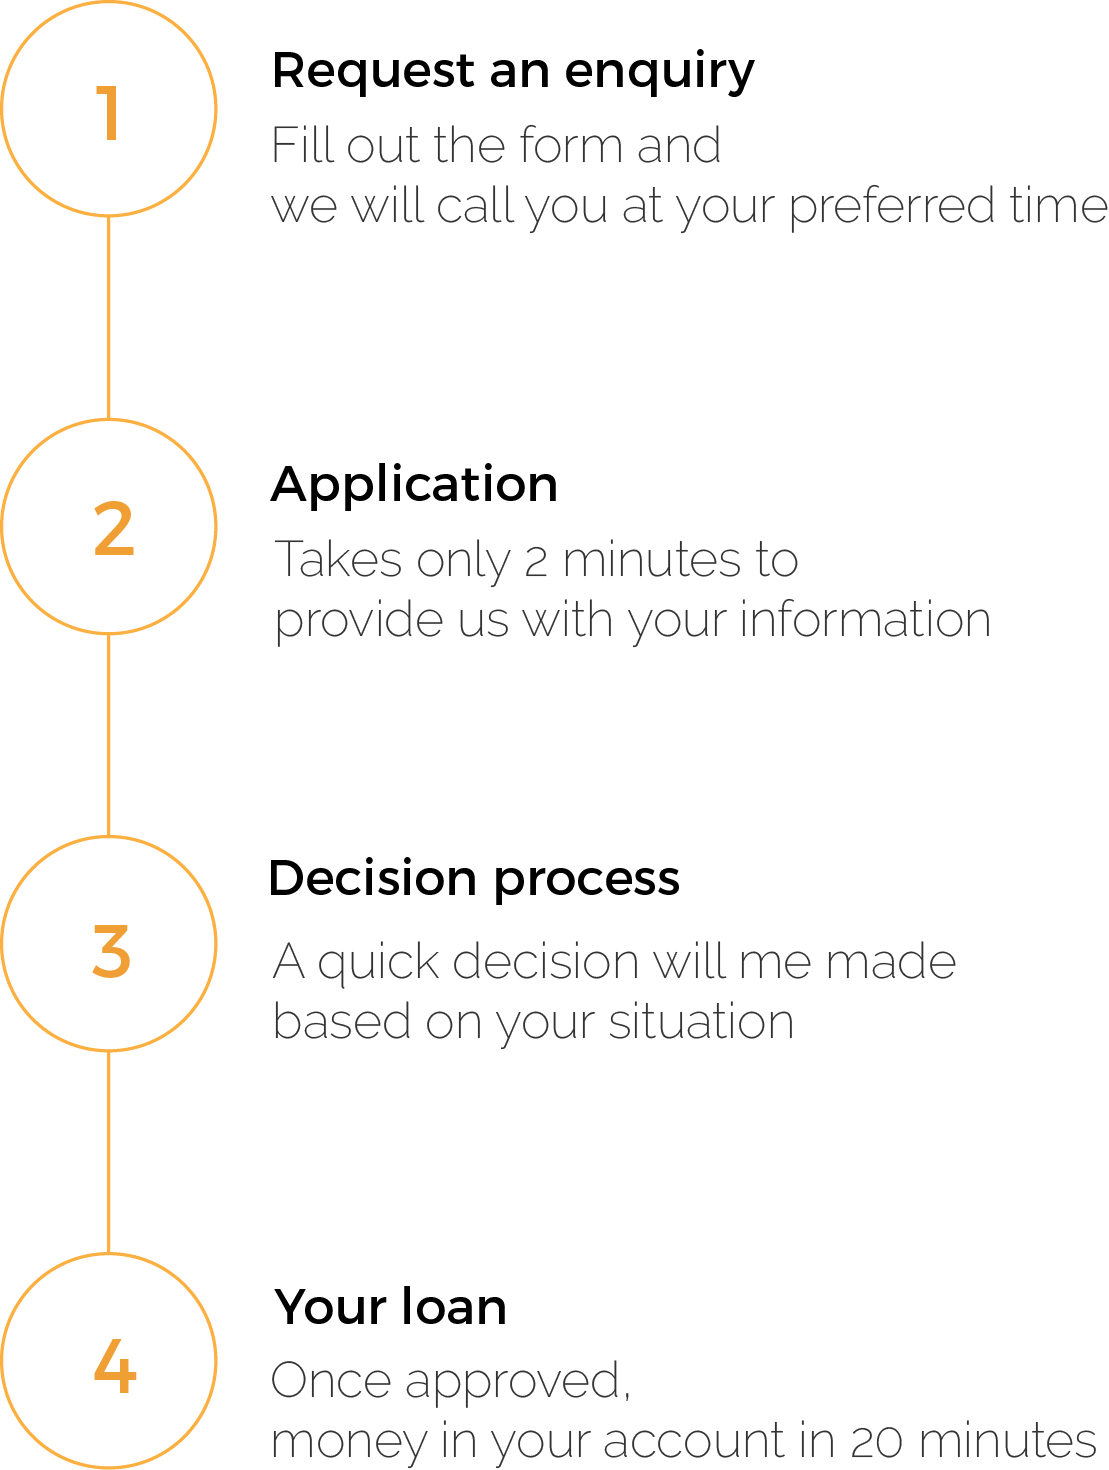 1
Request an enquiry
Fill out the form and
we will call you at your preferred time
2
Application
Takes only 2 minutes to
provide us with your information
3
Decision process
A quick decision will me made
based on your situation
4
Your loan
Once approved,
money in your account in 20 minutes